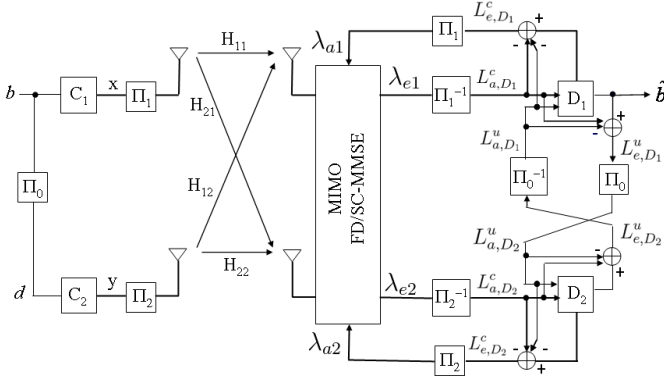 b
C₁
x
Π₁
H₁₁
H₂₁
H₁₂
H₂₂
Π₀
d
C₂
y
Π₂
λₐ₁
λₑ₁
MIMO
FD/SC-MMSE
λₑ₂
λₐ₂
Π₁
L^c_{e,D₁}
+
-
-
Π₁⁻¹
L^c_{a,D₁}
D₁
b̂
+
-
L^u_{a,D₁}
L^u_{e,D₁}
Π₀⁻¹
Π₀
L^u_{a,D₂}
L^u_{e,D₂}
-
+
Π₂⁻¹
L^c_{a,D₂}
D₂
Π₂
L^c_{e,D₂}
-
-
+